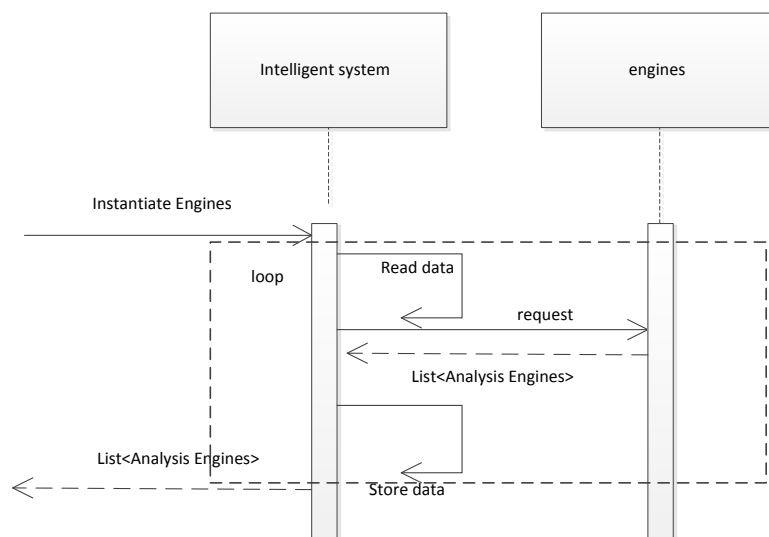 Intelligent system
engines
Instantiate Engines
Read data
loop
request
List<Analysis Engines>
List<Analysis Engines>
Store data